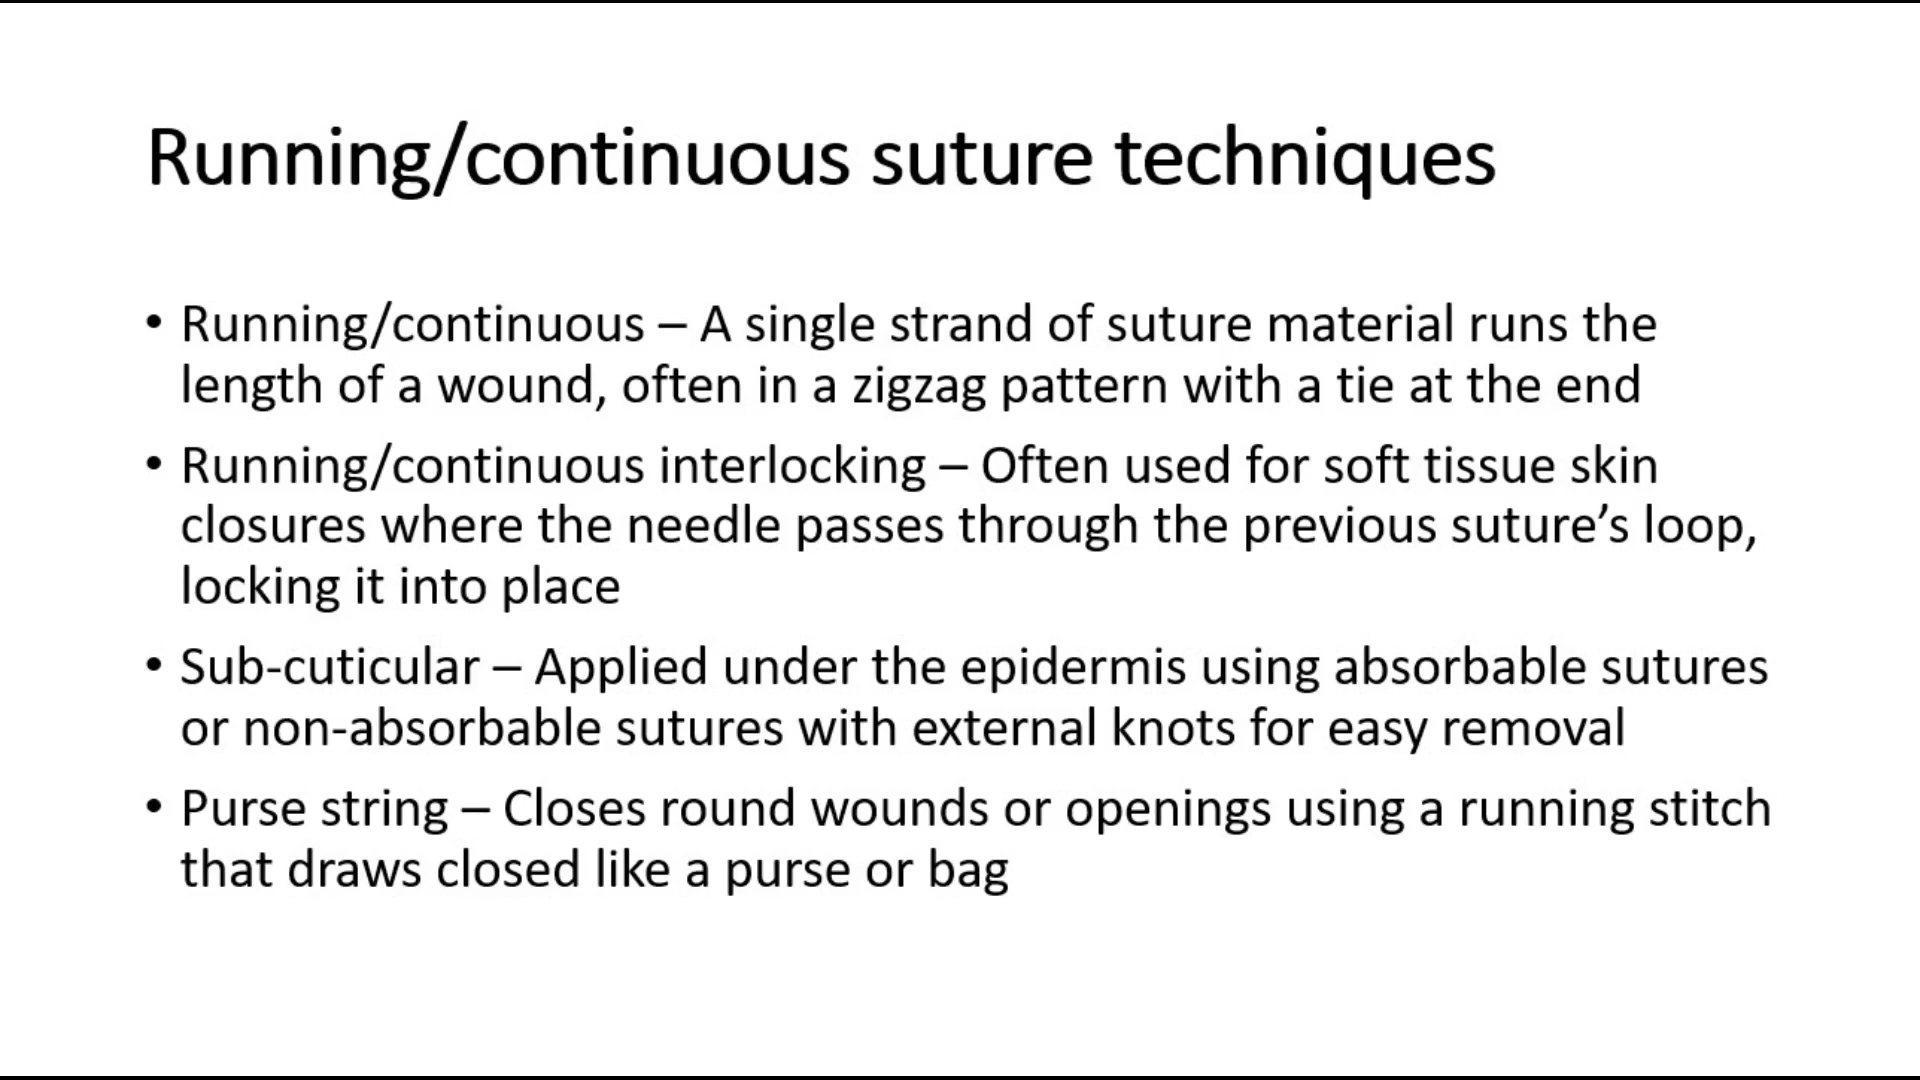 Running/continuous suture techniques
• Running/continuous – A single strand of suture material runs the
length of a wound, often in a zigzag pattern with a tie at the end
• Running/continuous interlocking – Often used for soft tissue skin
closures where the needle passes through the previous suture’s loop,
locking it into place
• Sub-cuticular – Applied under the epidermis using absorbable sutures
or non-absorbable sutures with external knots for easy removal
• Purse string – Closes round wounds or openings using a running stitch
that draws closed like a purse or bag